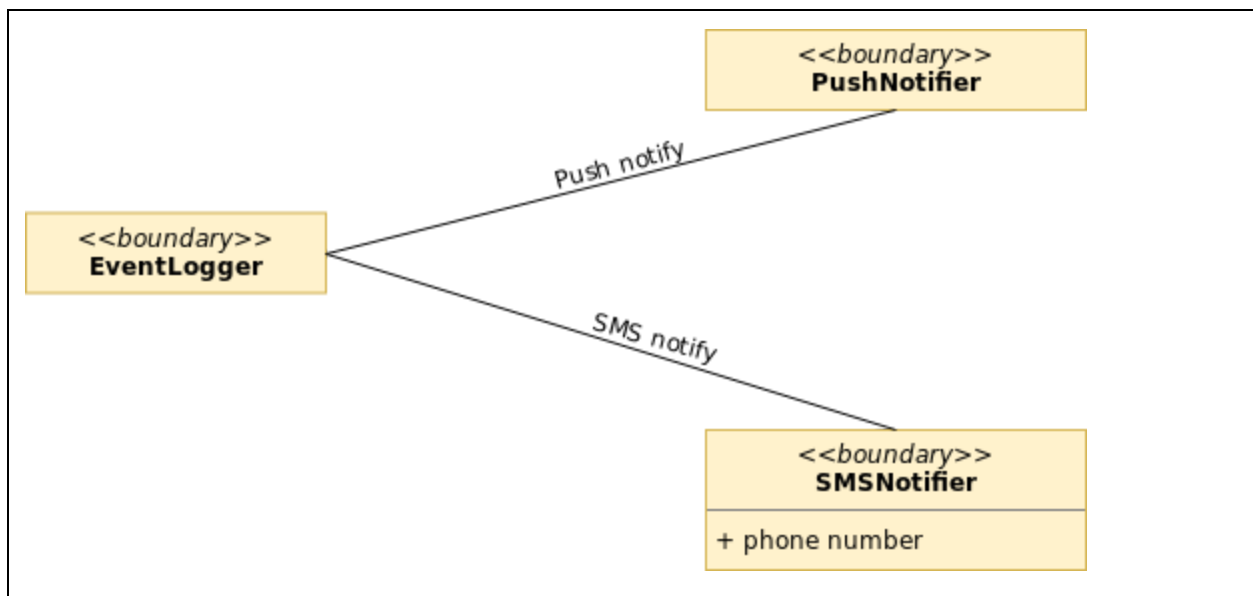 <<boundary>>
PushNotifier
Push notify
<<boundary>>
EventLogger
SMS notify
<<boundary>>
SMSNotifier
+ phone number